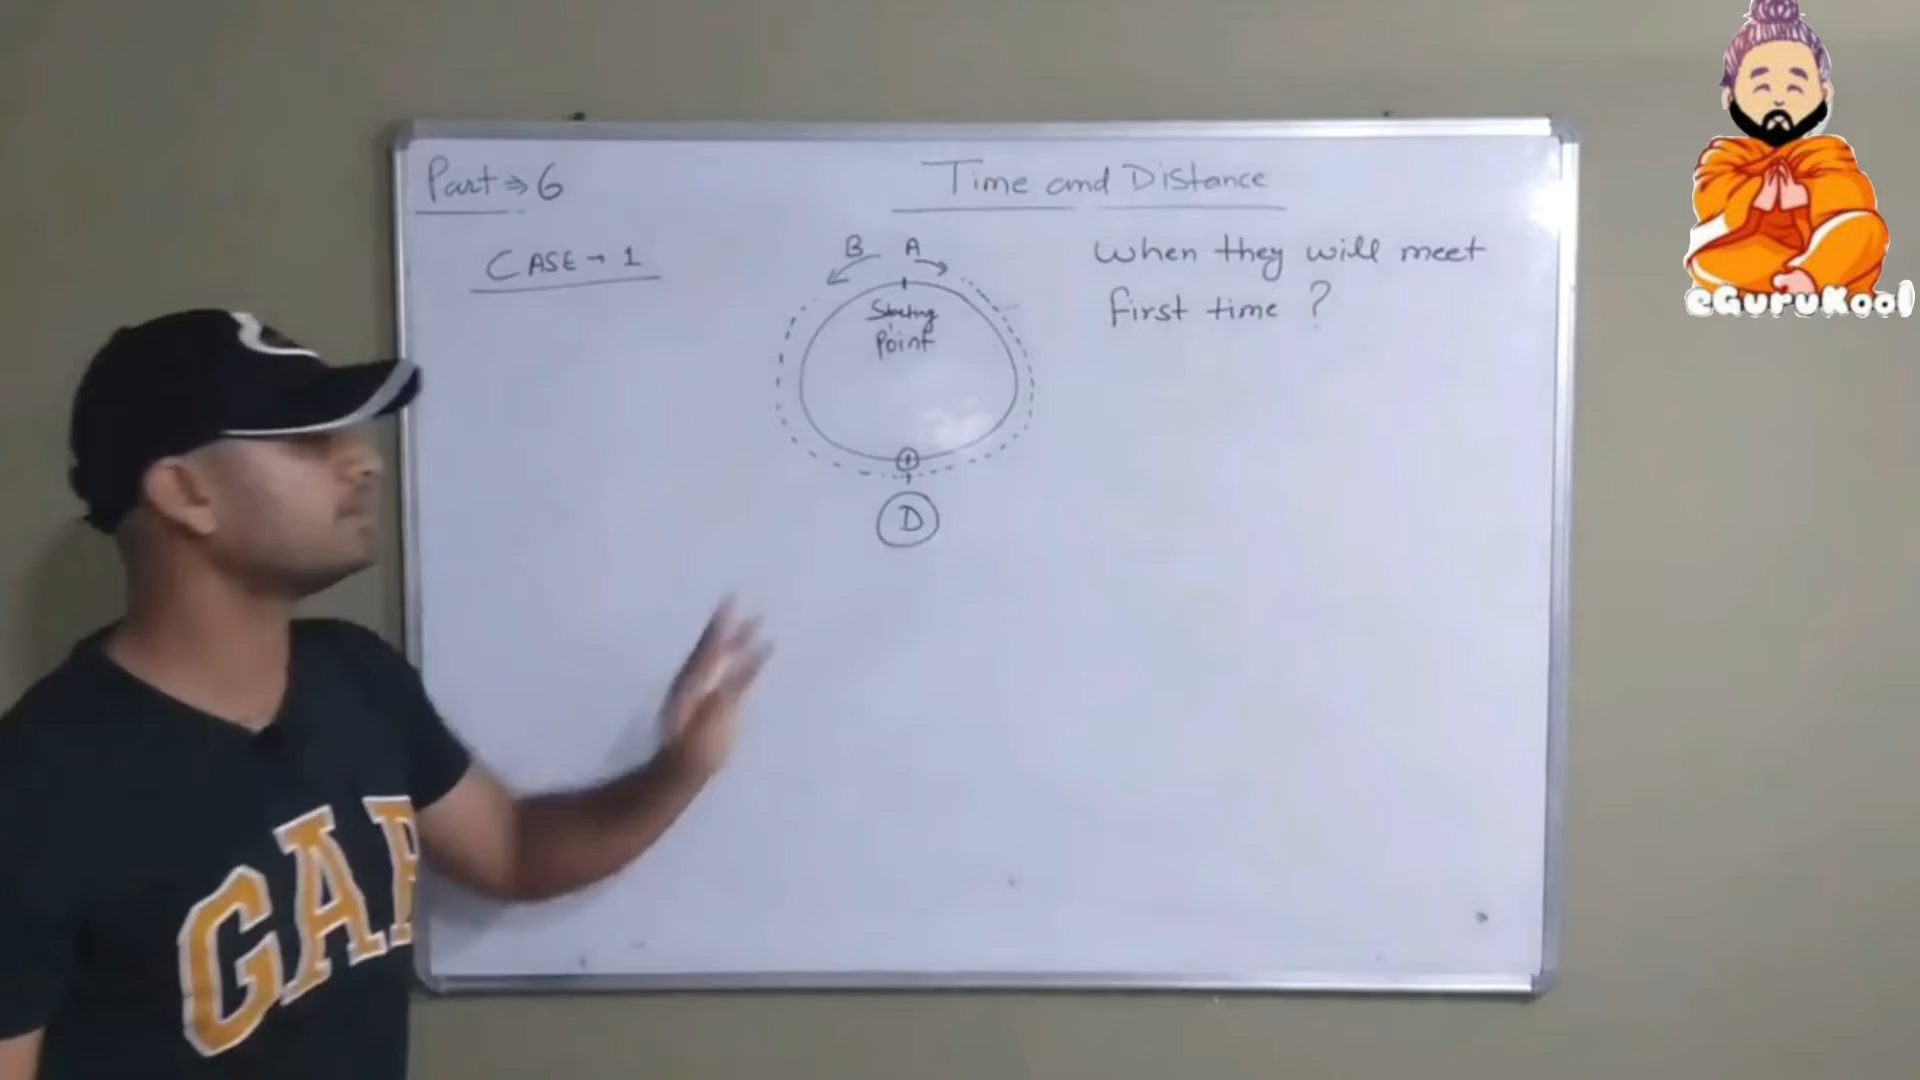 Part ⇒ 6
Time and Distance
CASE → 1
B A
When they will meet
first time ?
Starting
Point
D
eGuruKool
GAP